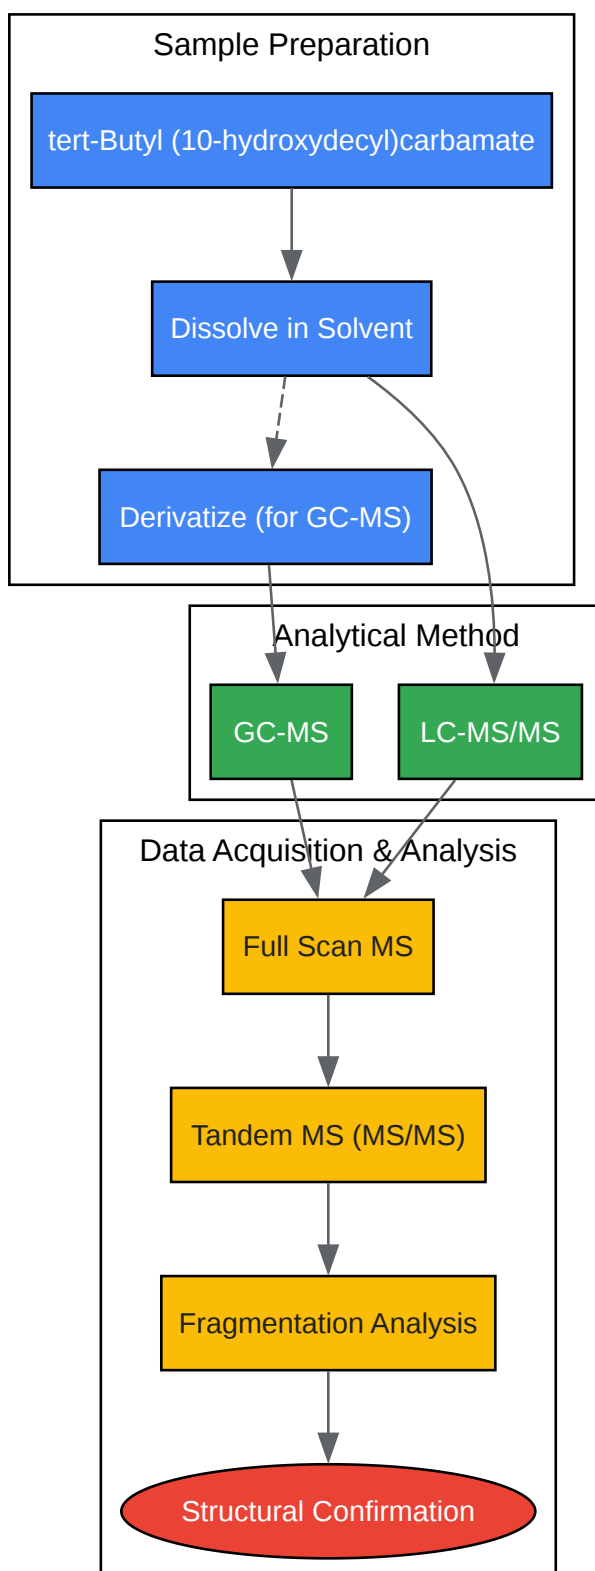 Sample Preparation
tert-Butyl (10-hydroxydecyl)carbamate
Dissolve in Solvent
Derivatize (for GC-MS)
Analytical Method
GC-MS
LC-MS/MS
Data Acquisition & Analysis
Full Scan MS
Tandem MS (MS/MS)
Fragmentation Analysis
Structural Confirmation